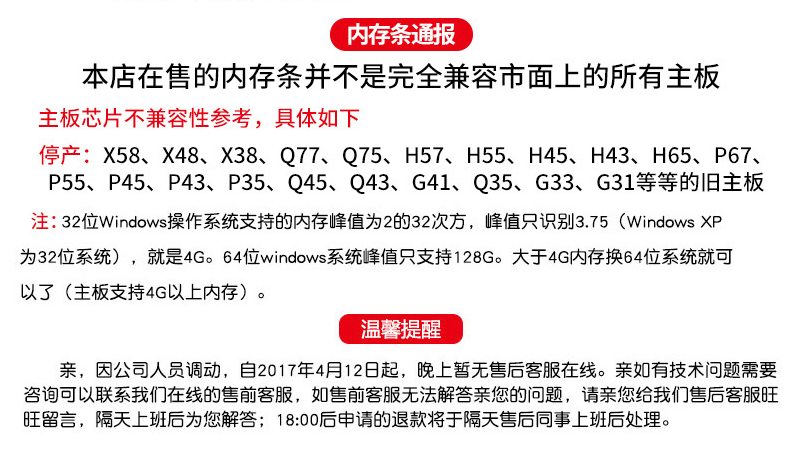 内存条通报
本店在售的内存条并不是完全兼容市面上的所有主板
主板芯片不兼容性参考，具体如下
停产：X58、X48、X38、Q77、Q75、H57、H55、H45、H43、H65、P67、
P55、P45、P43、P35、Q45、Q43、G41、Q35、G33、G31等等的旧主板
注：32位Windows操作系统支持的内存峰值为2的32次方，峰值只识别3.75（Windows XP
为32位系统），就是4G。64位windows系统峰值只支持128G。大于4G内存换64位系统就可
以了（主板支持4G以上内存）。
温馨提醒
亲，因公司人员调动，自2017年4月12日起，晚上暂无售后客服在线。亲如有技术问题需要
咨询可以联系我们在线的售前客服，如售前客服无法解答亲您的问题，请亲您给我们售后客服旺
旺留言，隔天上班后为您解答；18:00后申请的退款将于隔天售后同事上班后处理。